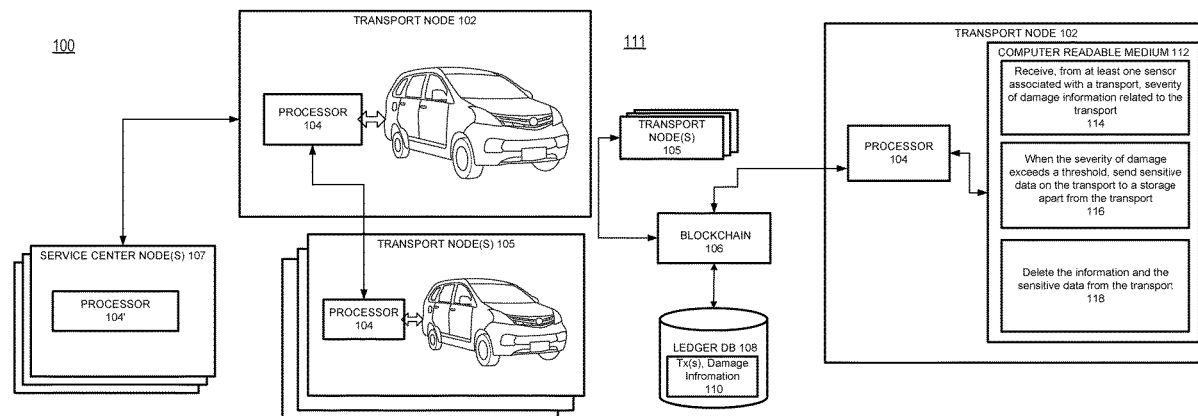 100
TRANSPORT NODE 102
PROCESSOR
104
SERVICE CENTER NODE(S) 107
PROCESSOR
104'
TRANSPORT NODE(S) 105
PROCESSOR
104
111
TRANSPORT
NODE(S)
105
BLOCKCHAIN
106
LEDGER DB 108
Tx(s), Damage
Infromation
110
TRANSPORT NODE 102
PROCESSOR
104
COMPUTER READABLE MEDIUM 112
Receive, from at least one sensor
associated with a transport, severity
of damage information related to the
transport
114
When the severity of damage
exceeds a threshold, send sensitive
data on the transport to a storage
apart from the transport
116
Delete the information and the
sensitive data from the transport
118